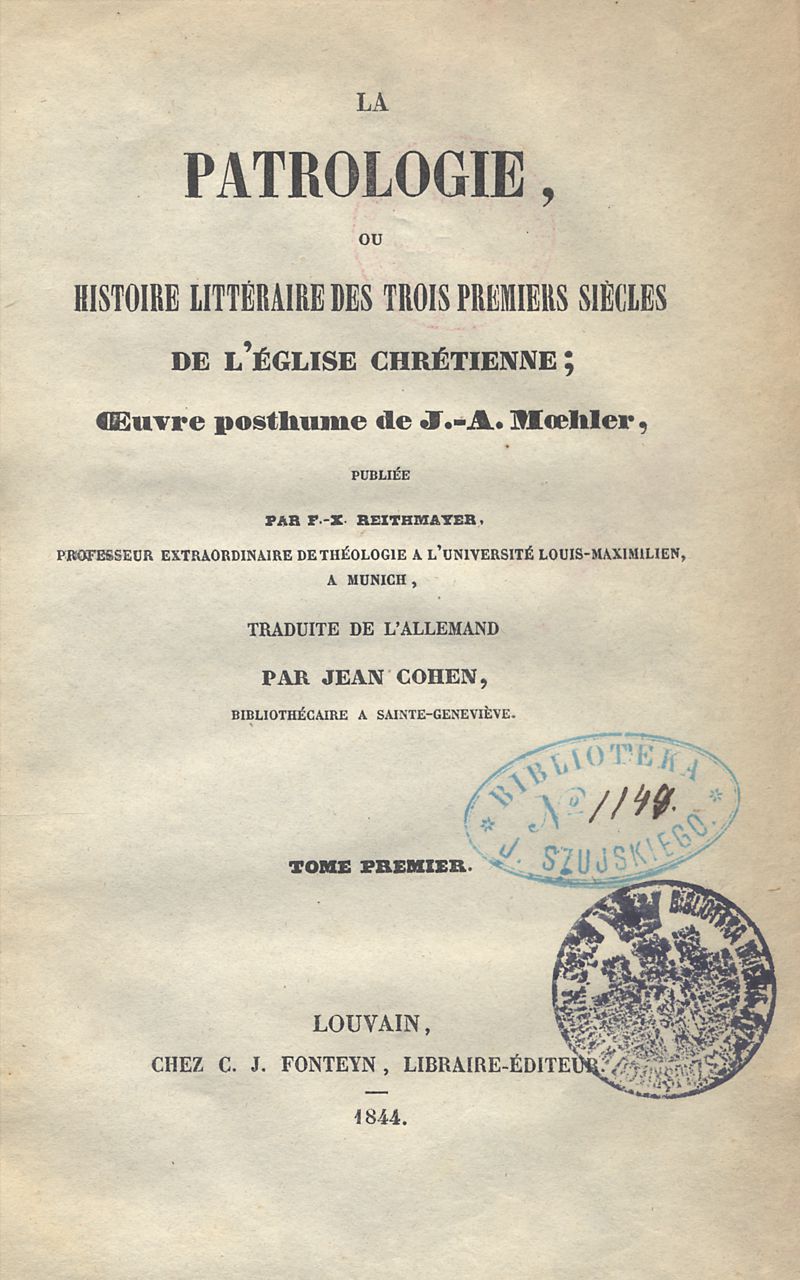 LA
PATROLOGIE,
OU
HISTOIRE LITTÉRAIRE DES TROIS PREMIERS SIÈCLES
DE L'ÉGLISE CHRÉTIENNE;
Œuvre posthume de J.-A. Mœhler,
PUBLIÉE
PAR F.-X. REITHMAYER,
PROFESSEUR EXTRAORDINAIRE DE THÉOLOGIE A L'UNIVERSITÉ LOUIS-MAXIMILIEN,
A MUNICH,
TRADUITE DE L'ALLEMAND
PAR JEAN COHEN,
BIBLIOTHÉCAIRE A SAINTE-GENEVIÈVE.
* BIBLIOTEKA *
No 1149.
J. SZUJSKIEGO.
TOME PREMIER.
BIBLIOTEKA
LOUVAIN,
CHEZ C. J. FONTEYN, LIBRAIRE-ÉDITEUR.
1844.